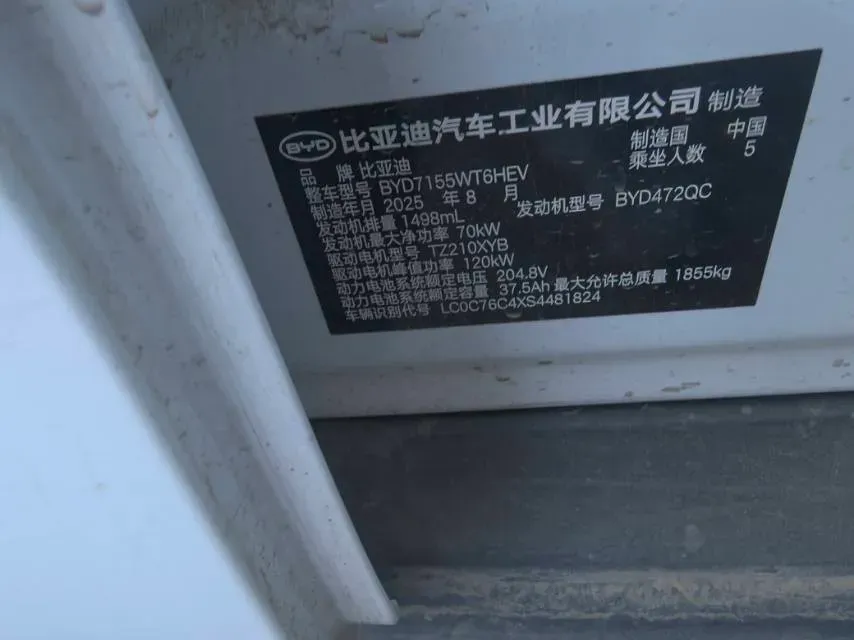 BYD 比亚迪汽车工业有限公司 制造
品 牌 比亚迪 制造国 中国
整车型号 BYD7155WT6HEV 乘坐人数 5
制造年月 2025 年 8 月
发动机排量 1498mL 发动机型号 BYD472QC
发动机最大净功率 70kW
驱动电机型号 TZ210XYB
驱动电机峰值功率 120kW
动力电池系统额定电压 204.8V
动力电池系统额定容量 37.5Ah 最大允许总质量 1855kg
车辆识别代号 LC0C76C4XS4481824